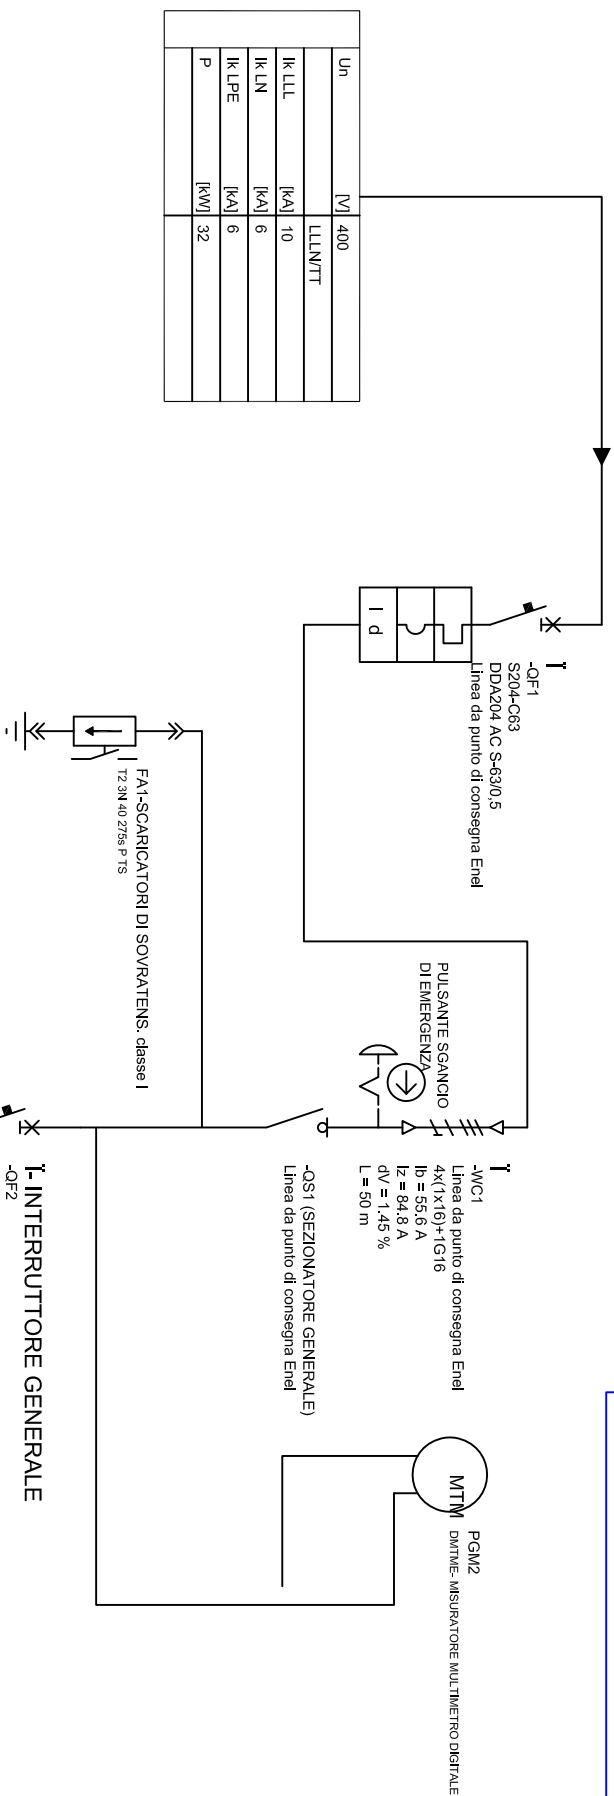 Un [V] 400
LLLN/TT
Ik LLL [kA] 10
Ik LN [kA] 6
Ik LPE [kA] 6
P [kW] 32
I d
-QF1
S204-C63
DDA204 AC S-63/0,5
Linea da punto di consegna Enel
FA1-SCARICATORI DI SOVRATENS. classe I
T2 3N 40 275s P TS
PULSANTE SGANCIO
DI EMERGENZA
-WC1
Linea da punto di consegna Enel
4x(1x16)+1G16
Ib = 55.6 A
Iz = 84.8 A
dV = 1.45 %
L = 50 m
-QS1 (SEZIONATORE GENERALE)
Linea da punto di consegna Enel
I- INTERRUTTORE GENERALE
-QF2
MTM
PGM2
DMTME- MISURATORE MULTIMETRO DIGITALE